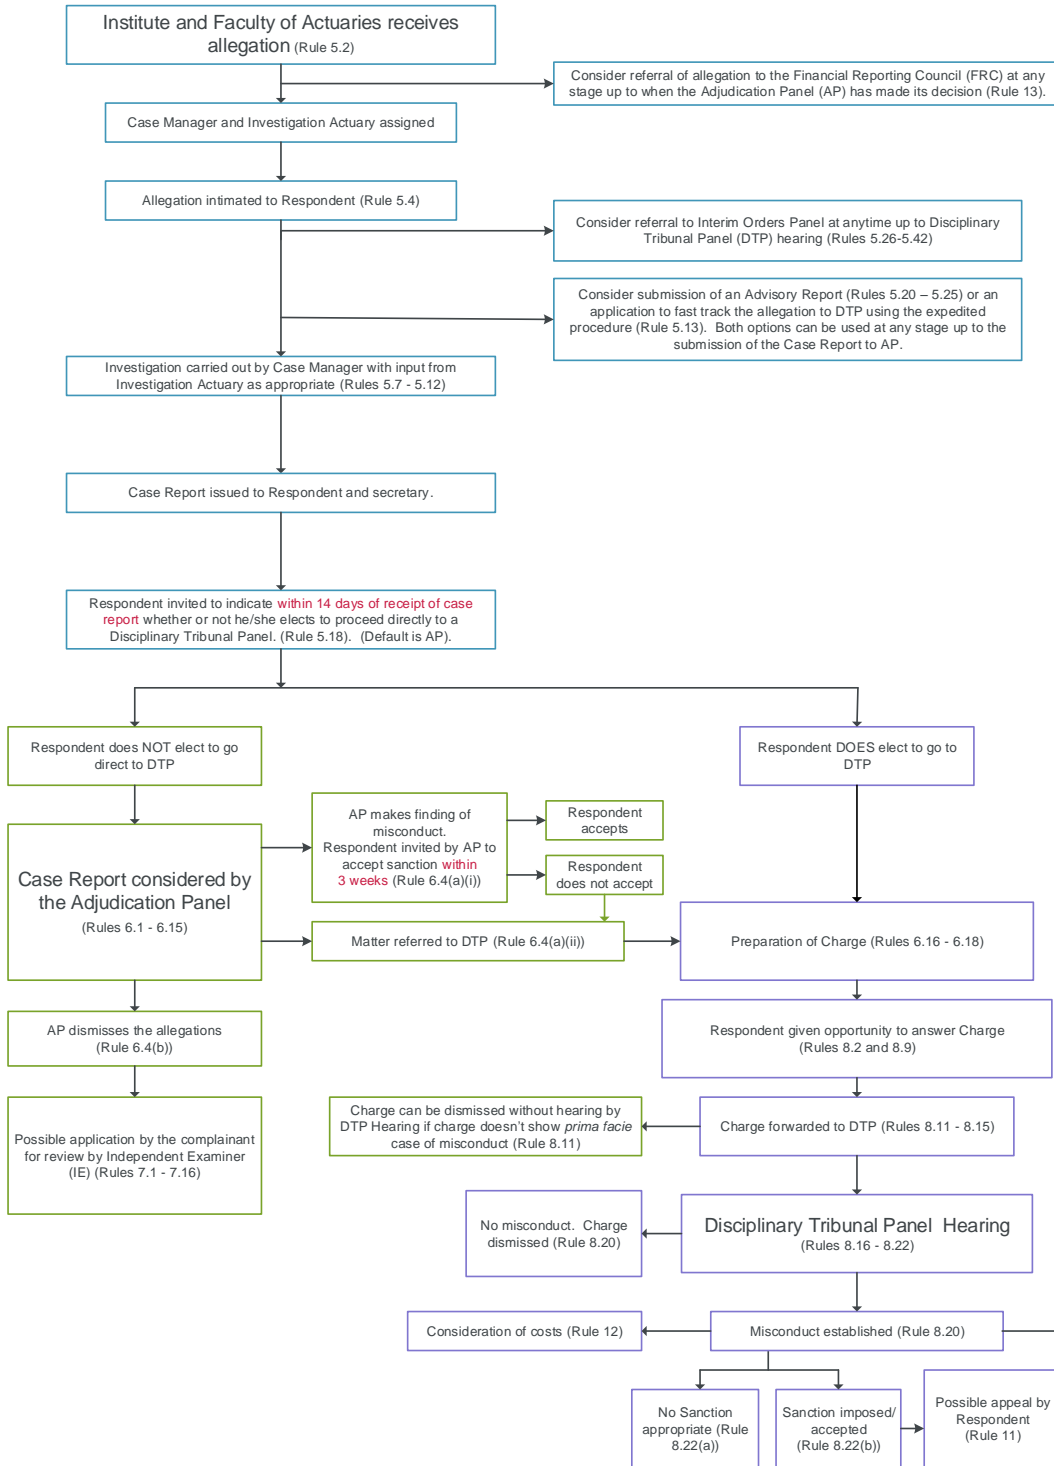 Institute and Faculty of Actuaries receives
allegation (Rule 5.2)
Consider referral of allegation to the Financial Reporting Council (FRC) at any
stage up to when the Adjudication Panel (AP) has made its decision (Rule 13).
Case Manager and Investigation Actuary assigned
Allegation intimated to Respondent (Rule 5.4)
Consider referral to Interim Orders Panel at anytime up to Disciplinary
Tribunal Panel (DTP) hearing (Rules 5.26-5.42)
Consider submission of an Advisory Report (Rules 5.20 – 5.25) or an
application to fast track the allegation to DTP using the expedited
procedure (Rule 5.13).  Both options can be used at any stage up to the
submission of the Case Report to AP.
Investigation carried out by Case Manager with input from
Investigation Actuary as appropriate (Rules 5.7 - 5.12)
Case Report issued to Respondent and secretary.
Respondent invited to indicate within 14 days of receipt of case
report whether or not he/she elects to proceed directly to a
Disciplinary Tribunal Panel. (Rule 5.18).  (Default is AP).
Respondent does NOT elect to go
direct to DTP
Respondent DOES elect to go to
DTP
AP makes finding of
misconduct.
Respondent invited by AP to
accept sanction within
3 weeks (Rule 6.4(a)(i))
Respondent
accepts
Respondent
does not accept
Case Report considered by
the Adjudication Panel
(Rules 6.1 - 6.15)
Matter referred to DTP (Rule 6.4(a)(ii))
Preparation of Charge (Rules 6.16 - 6.18)
AP dismisses the allegations
(Rule 6.4(b))
Respondent given opportunity to answer Charge
(Rules 8.2 and 8.9)
Possible application by the complainant
for review by Independent Examiner
(IE) (Rules 7.1 - 7.16)
Charge can be dismissed without hearing by
DTP Hearing if charge doesn't show prima facie
case of misconduct (Rule 8.11)
Charge forwarded to DTP (Rules 8.11 - 8.15)
No misconduct.  Charge
dismissed (Rule 8.20)
Disciplinary Tribunal Panel  Hearing
(Rules 8.16 - 8.22)
Consideration of costs (Rule 12)
Misconduct established (Rule 8.20)
No Sanction
appropriate (Rule
8.22(a))
Sanction imposed/
accepted
(Rule 8.22(b))
Possible appeal by
Respondent
(Rule 11)